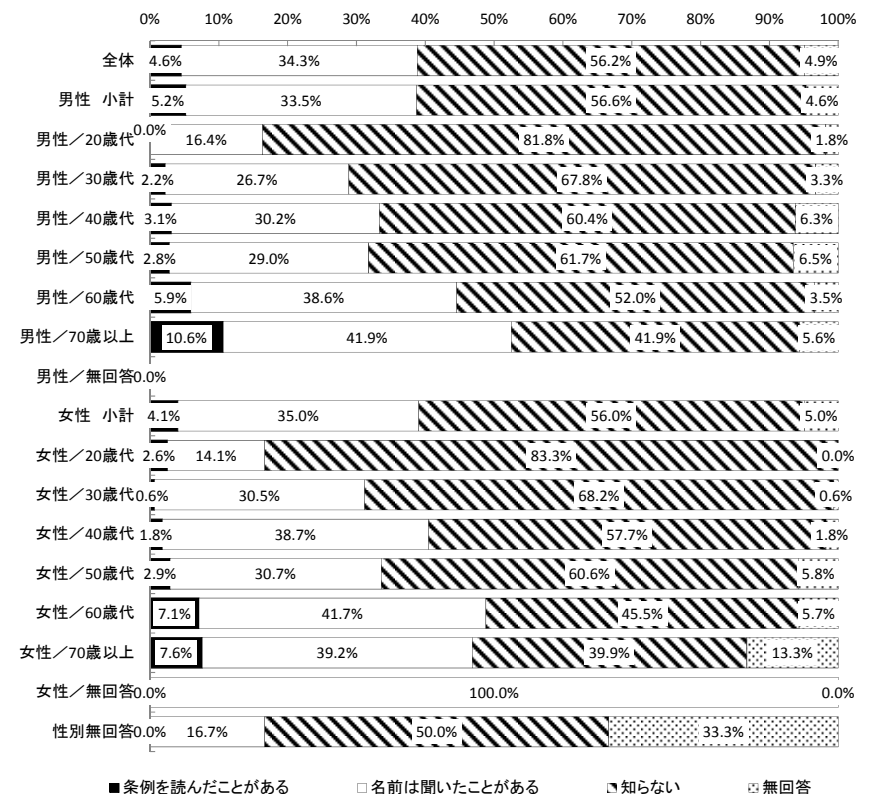 0% 10% 20% 30% 40% 50% 60% 70% 80% 90% 100%
全体 4.6% 34.3% 56.2% 4.9%
男性 小計 5.2% 33.5% 56.6% 4.6%
男性／20歳代 0.0% 16.4% 81.8% 1.8%
男性／30歳代 2.2% 26.7% 67.8% 3.3%
男性／40歳代 3.1% 30.2% 60.4% 6.3%
男性／50歳代 2.8% 29.0% 61.7% 6.5%
男性／60歳代 5.9% 38.6% 52.0% 3.5%
男性／70歳以上 10.6% 41.9% 41.9% 5.6%
男性／無回答 0.0%
女性 小計 4.1% 35.0% 56.0% 5.0%
女性／20歳代 2.6% 14.1% 83.3% 0.0%
女性／30歳代 0.6% 30.5% 68.2% 0.6%
女性／40歳代 1.8% 38.7% 57.7% 1.8%
女性／50歳代 2.9% 30.7% 60.6% 5.8%
女性／60歳代 7.1% 41.7% 45.5% 5.7%
女性／70歳以上 7.6% 39.2% 39.9% 13.3%
女性／無回答 0.0% 100.0% 0.0%
性別無回答 0.0% 16.7% 50.0% 33.3%
条例を読んだことがある 名前は聞いたことがある 知らない 無回答